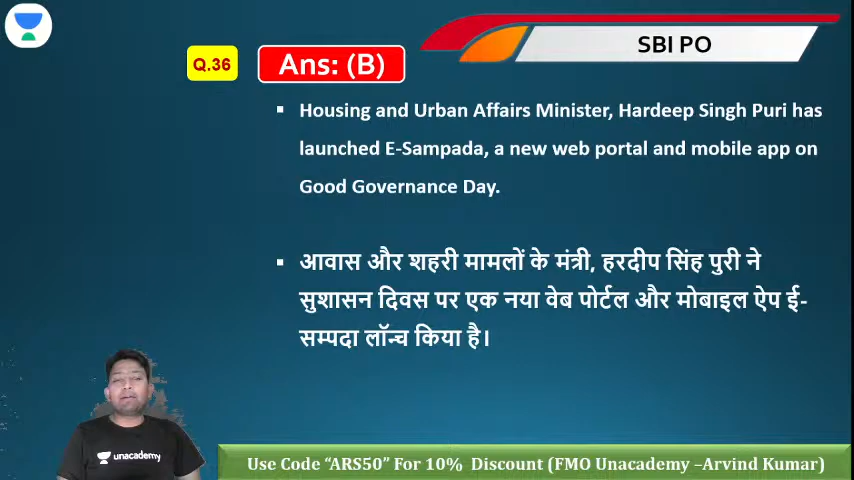 SBI PO
Q.36
Ans: (B)
▪ Housing and Urban Affairs Minister, Hardeep Singh Puri has
launched E-Sampada, a new web portal and mobile app on
Good Governance Day.
▪ आवास और शहरी मामलों के मंत्री, हरदीप सिंह पुरी ने
सुशासन दिवस पर एक नया वेब पोर्टल और मोबाइल ऐप ई-
सम्पदा लॉन्च किया है।
unacademy
Use Code “ARS50” For 10% Discount (FMO Unacademy –Arvind Kumar)